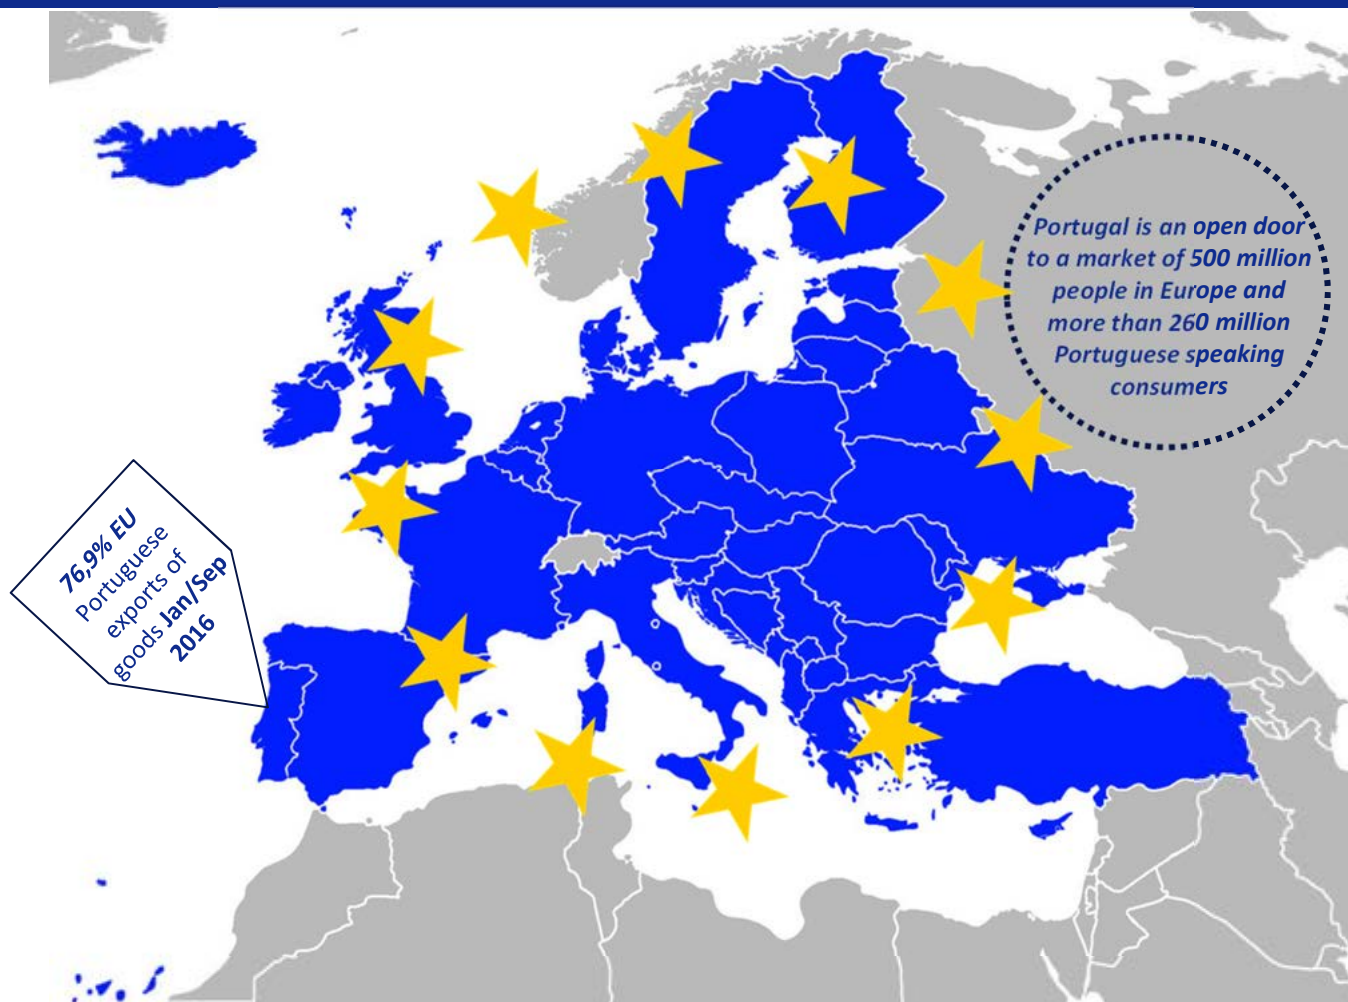 Portugal is an open door
to a market of 500 million
people in Europe and
more than 260 million
Portuguese speaking
consumers
76,9% EU
Portuguese
exports of
goods Jan/Sep
2016